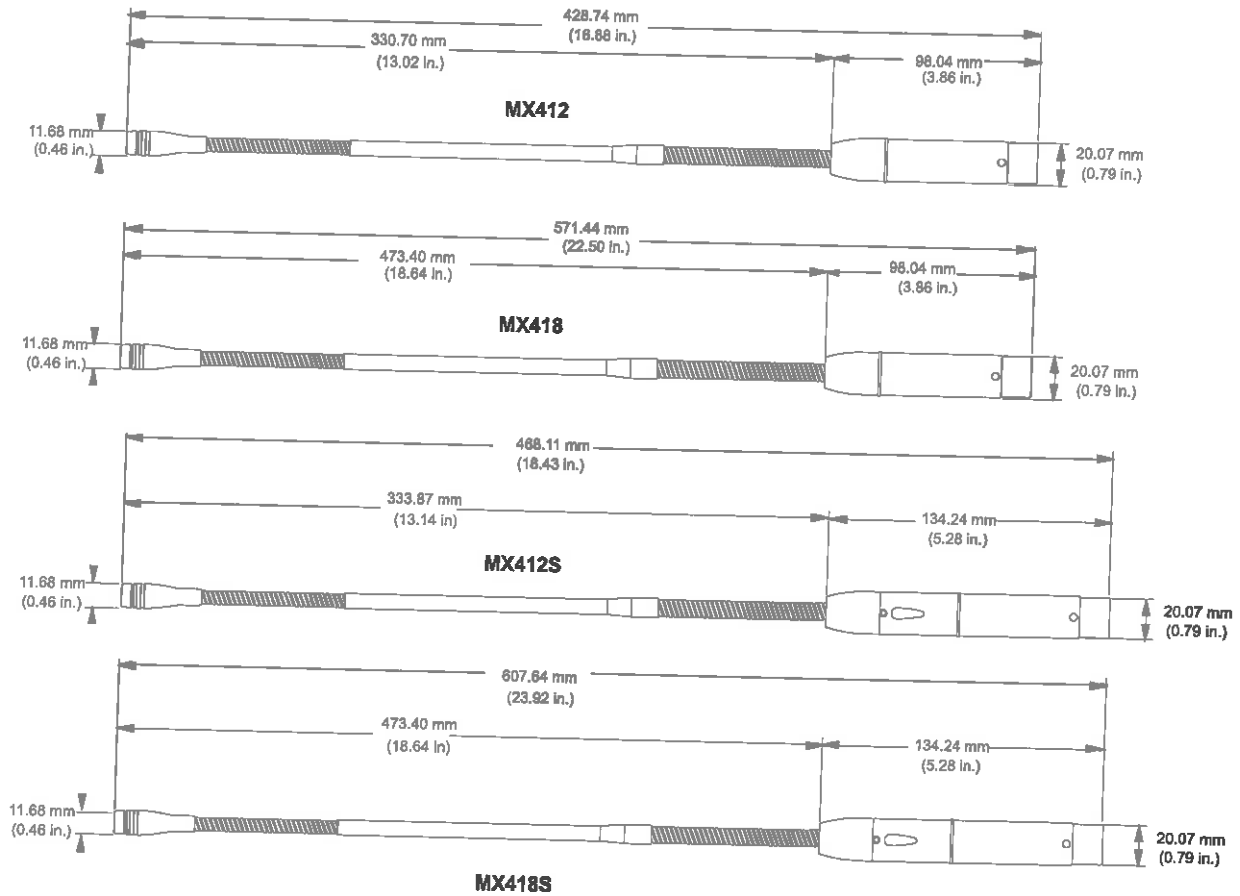 428.74 mm
(16.88 in.)
330.70 mm
(13.02 in.)
98.04 mm
(3.86 in.)
MX412
11.68 mm
(0.46 in.)
20.07 mm
(0.79 in.)
571.44 mm
(22.50 in.)
473.40 mm
(18.64 in.)
98.04 mm
(3.86 in.)
MX418
11.68 mm
(0.46 in.)
20.07 mm
(0.79 in.)
468.11 mm
(18.43 in.)
333.87 mm
(13.14 in)
134.24 mm
(5.28 in.)
MX412S
11.68 mm
(0.46 in.)
20.07 mm
(0.79 in.)
607.64 mm
(23.92 in.)
473.40 mm
(18.64 in)
134.24 mm
(5.28 in.)
11.68 mm
(0.46 in.)
20.07 mm
(0.79 in.)
MX418S